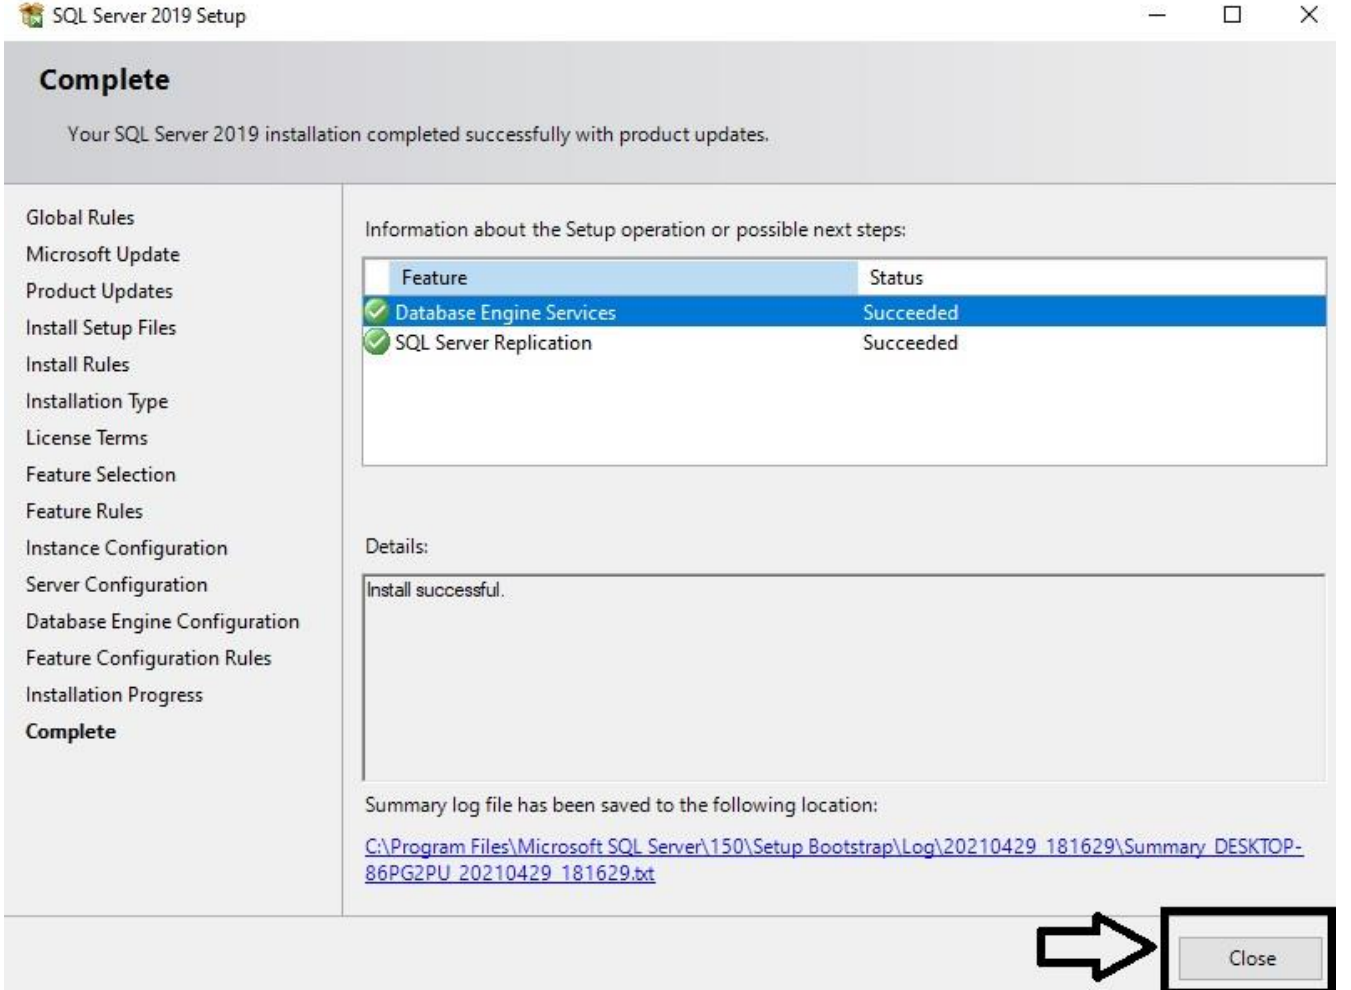 SQL Server 2019 Setup
Complete
Your SQL Server 2019 installation completed successfully with product updates.
Global Rules
Microsoft Update
Product Updates
Install Setup Files
Install Rules
Installation Type
License Terms
Feature Selection
Feature Rules
Instance Configuration
Server Configuration
Database Engine Configuration
Feature Configuration Rules
Installation Progress
Complete
Information about the Setup operation or possible next steps:
Feature Status
Database Engine Services Succeeded
SQL Server Replication Succeeded
Details:
Install successful.
Summary log file has been saved to the following location:
C:\Program Files\Microsoft SQL Server\150\Setup Bootstrap\Log\20210429_181629\Summary_DESKTOP-
86PG2PU_20210429_181629.txt
Close